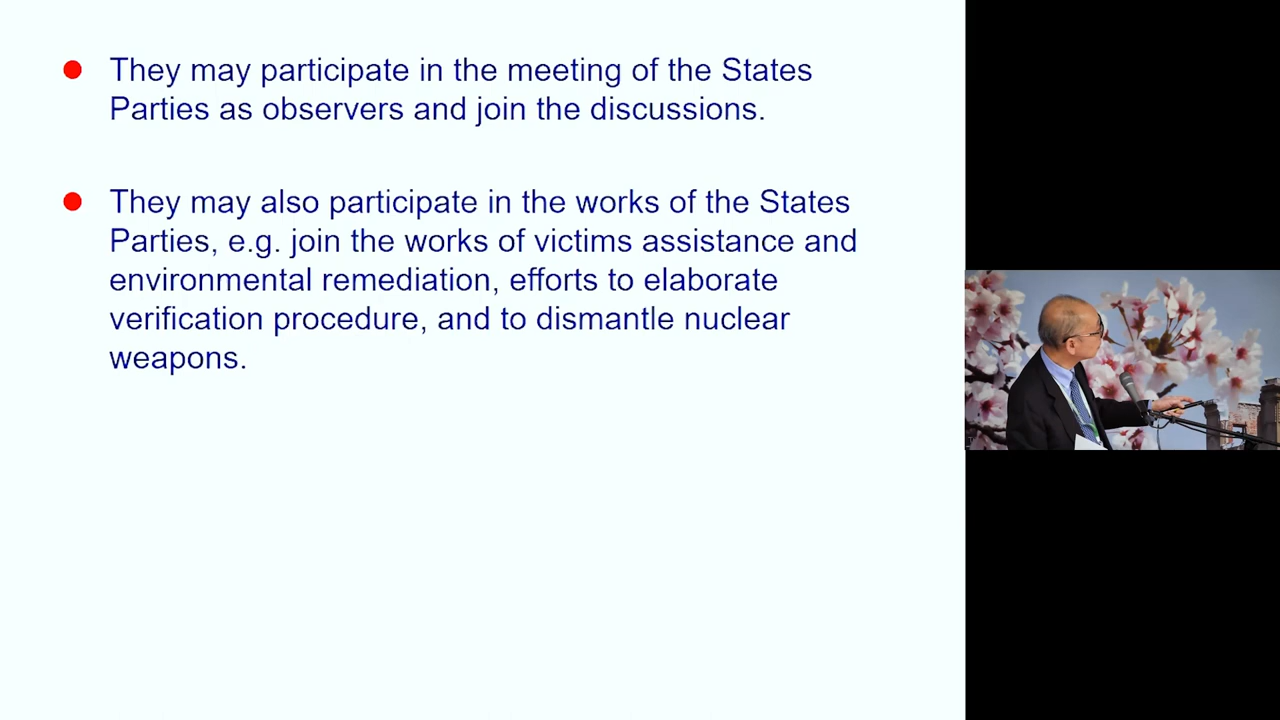 They may participate in the meeting of the States
Parties as observers and join the discussions.
They may also participate in the works of the States
Parties, e.g. join the works of victims assistance and
environmental remediation, efforts to elaborate
verification procedure, and to dismantle nuclear
weapons.